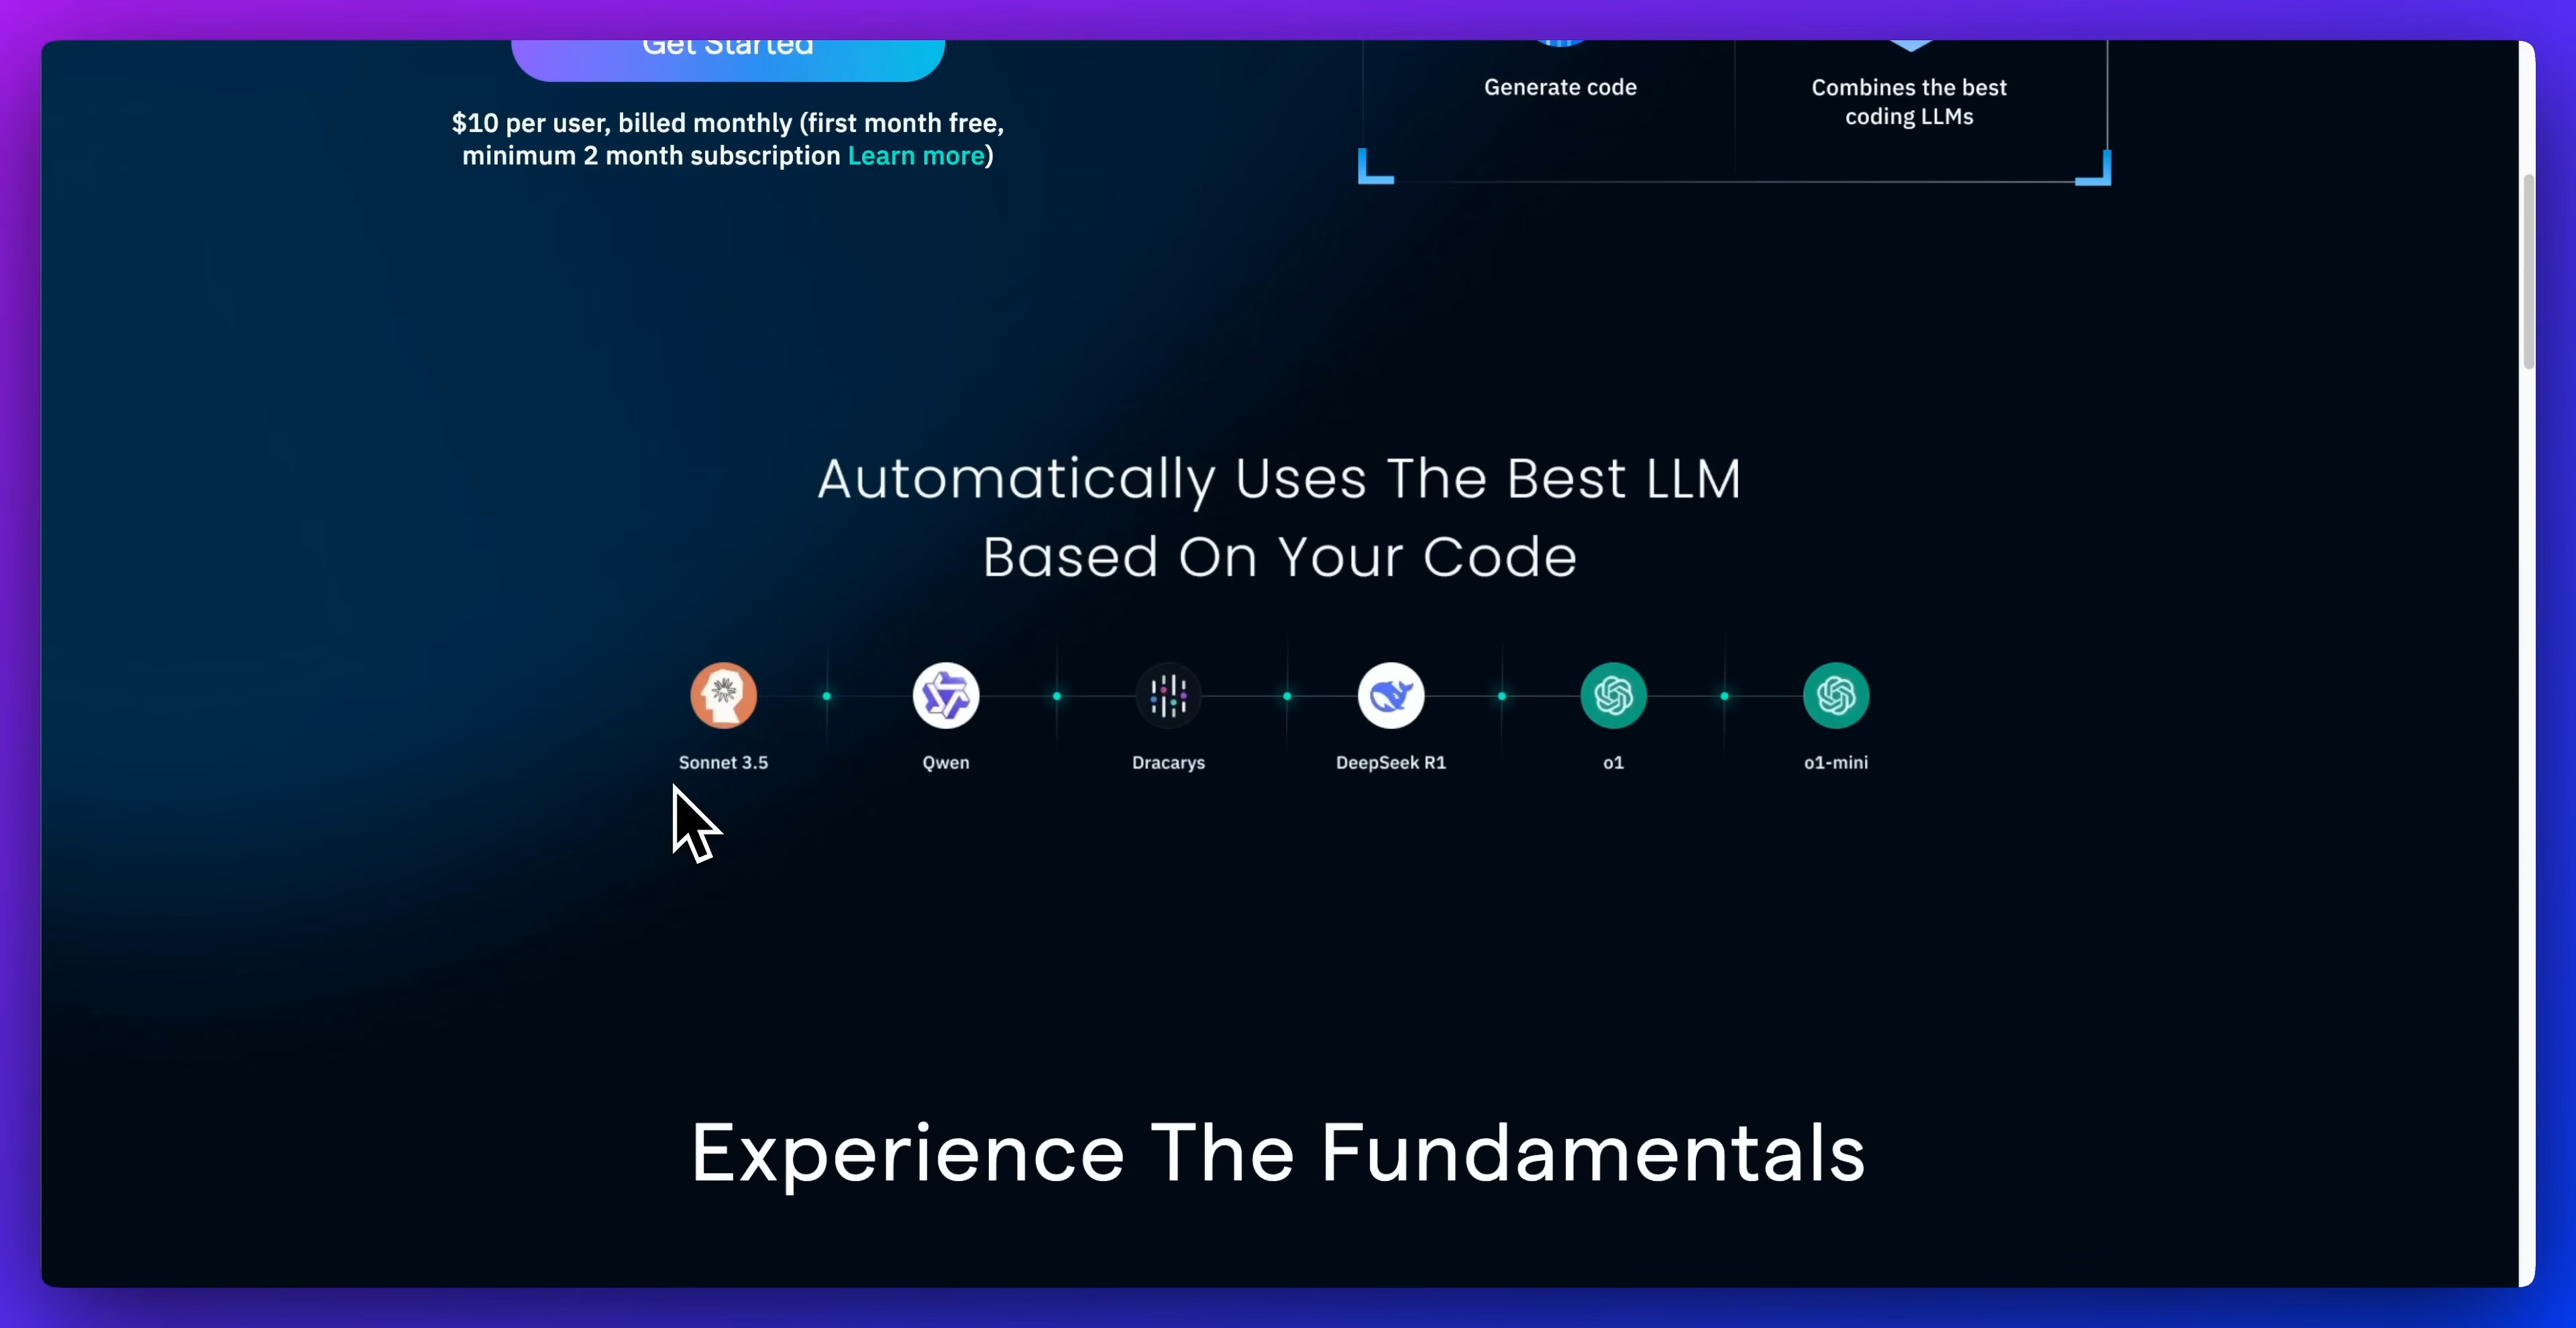 Get Started
$10 per user, billed monthly (first month free,
minimum 2 month subscription Learn more)
Generate code
Combines the best
coding LLMs
Automatically Uses The Best LLM
Based On Your Code
Sonnet 3.5
Qwen
Dracarys
DeepSeek R1
o1
o1-mini
Experience The Fundamentals